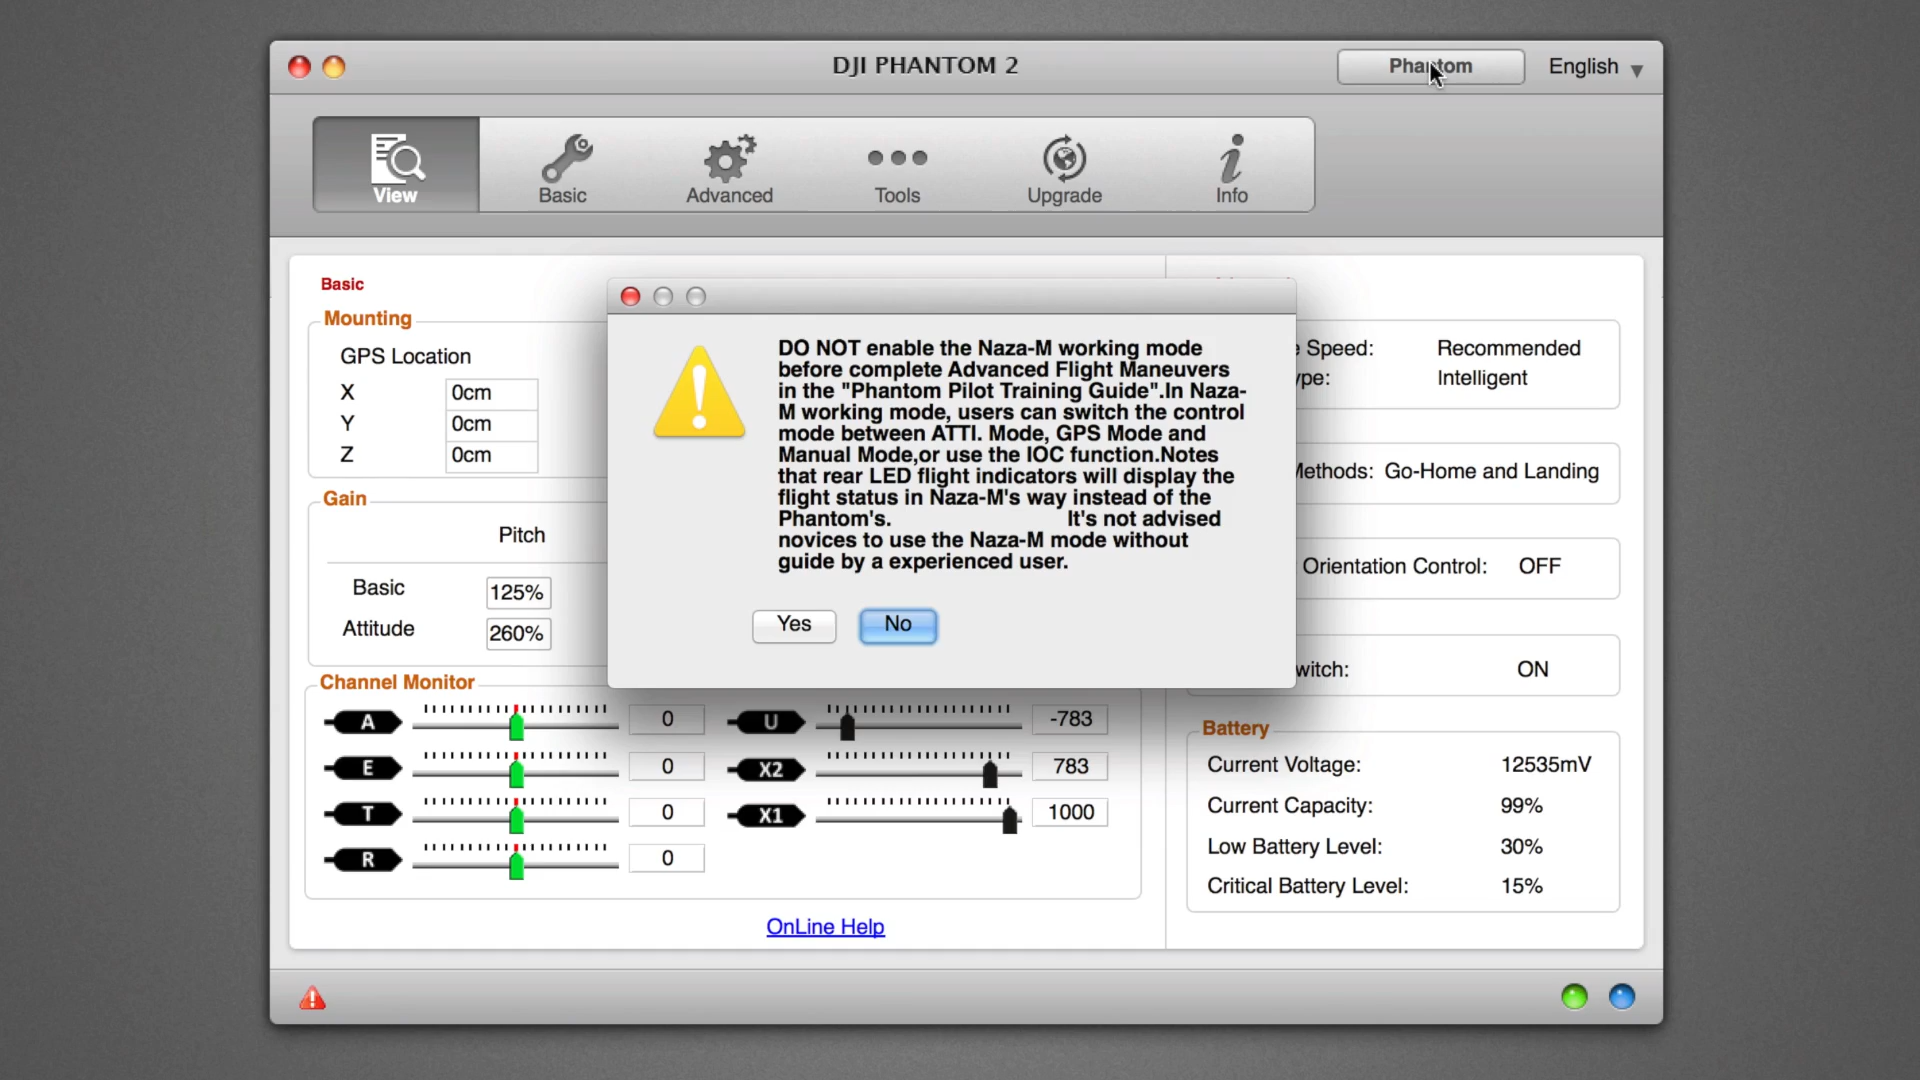 DJI PHANTOM 2
Phantom
English
View
Basic
Advanced
Tools
Upgrade
Info
Basic
Mounting
GPS Location
X 0cm
Y 0cm
Z 0cm
Gain
Pitch
Basic 125%
Attitude 260%
DO NOT enable the Naza-M working mode
before complete Advanced Flight Maneuvers
in the "Phantom Pilot Training Guide".In Naza-
M working mode, users can switch the control
mode between ATTI. Mode, GPS Mode and
Manual Mode,or use the IOC function.Notes
that rear LED flight indicators will display the
flight status in Naza-M's way instead of the
Phantom's. It's not advised
novices to use the Naza-M mode without
guide by a experienced user.
Yes
No
Speed: Recommended
Intelligent
Methods: Go-Home and Landing
Orientation Control: OFF
ON
Channel Monitor
A 0
E 0
T 0
R 0
U -783
X2 783
X1 1000
Battery
Current Voltage: 12535mV
Current Capacity: 99%
Low Battery Level: 30%
Critical Battery Level: 15%
OnLine Help